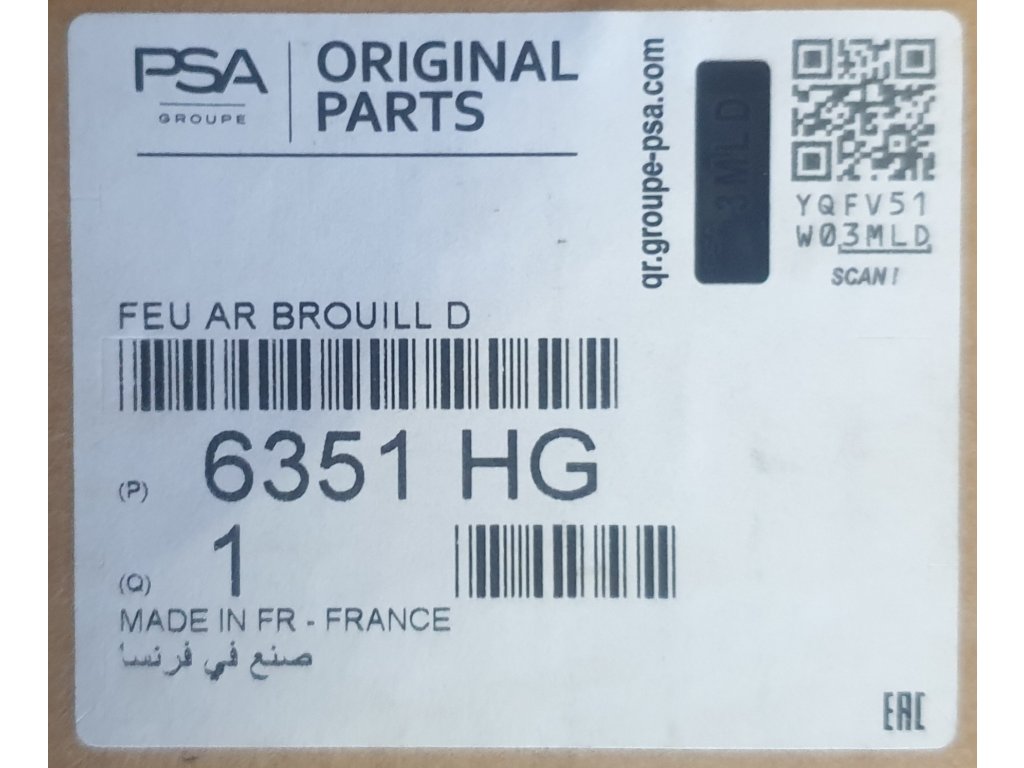 PSA
GROUPE
ORIGINAL
PARTS
qr.groupe-psa.com
3MLD
YQFV51
W03MLD
SCAN!
FEU AR BROUILL D
(P) 6351 HG
(Q) 1
MADE IN FR - FRANCE
صنع في فرنسا
EAC